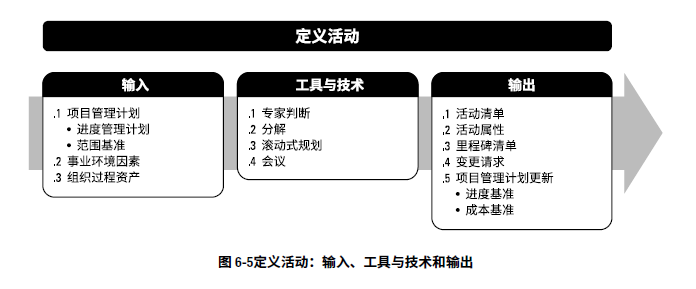 定义活动
输入
.1 项目管理计划
• 进度管理计划
• 范围基准
.2 事业环境因素
.3 组织过程资产
工具与技术
.1 专家判断
.2 分解
.3 滚动式规划
.4 会议
输出
.1 活动清单
.2 活动属性
.3 里程碑清单
.4 变更请求
.5 项目管理计划更新
• 进度基准
• 成本基准
图 6-5定义活动：输入、工具与技术和输出